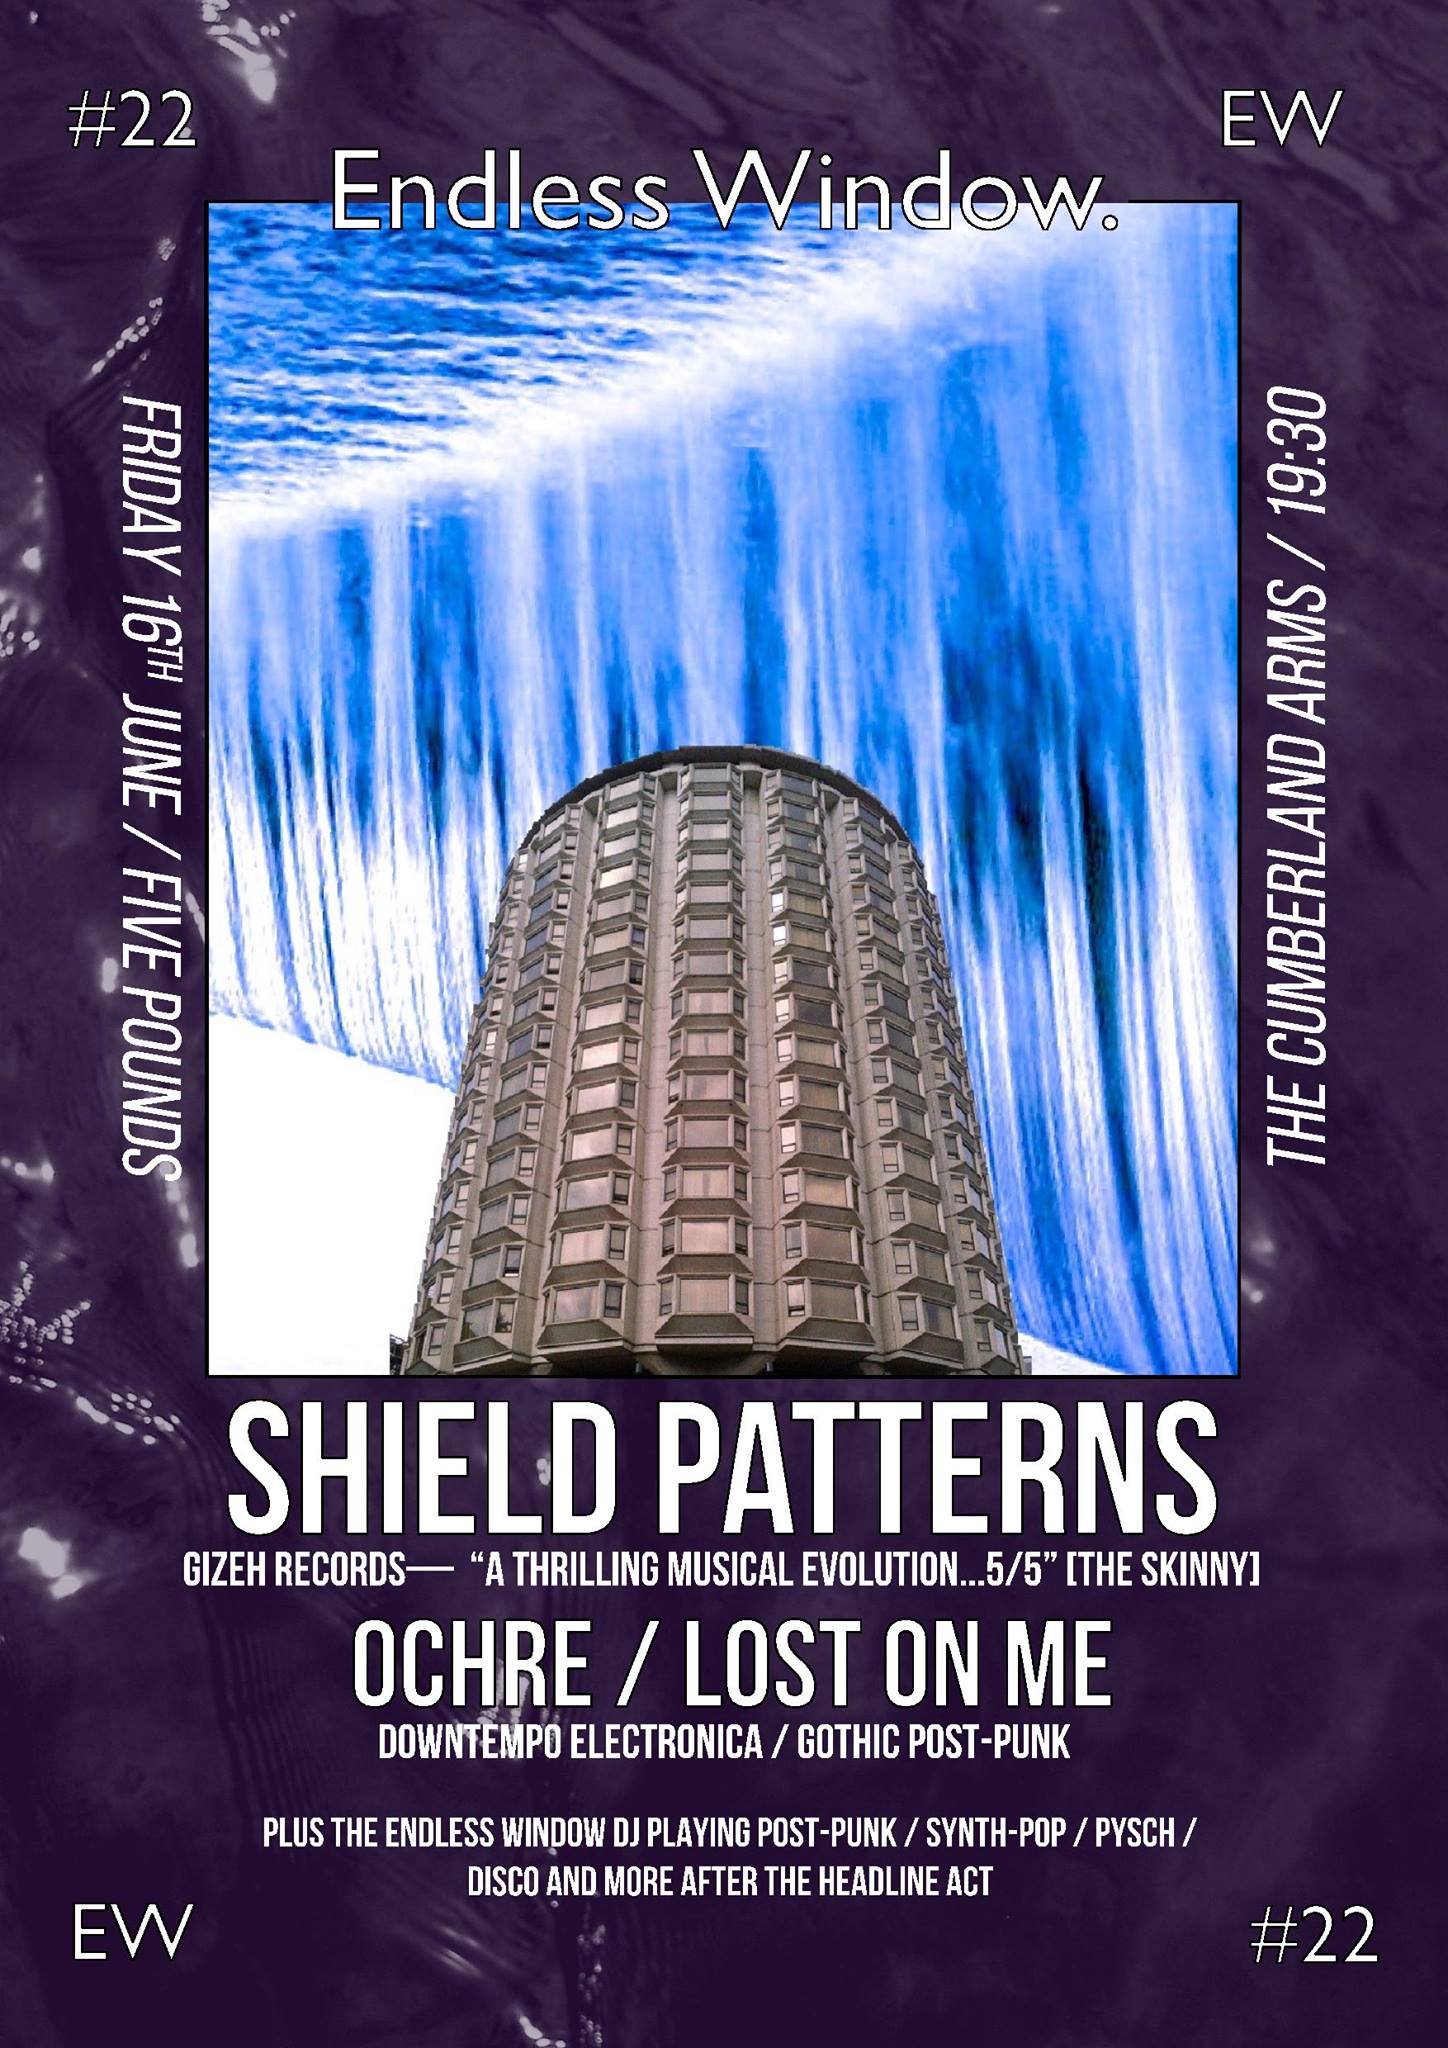 #22
EW
Endless Window.
FRIDAY 16TH JUNE / FIVE POUNDS
THE CUMBERLAND ARMS / 19:30
SHIELD PATTERNS
GIZEH RECORDS— “A THRILLING MUSICAL EVOLUTION...5/5” [THE SKINNY]
OCHRE / LOST ON ME
DOWNTEMPO ELECTRONICA / GOTHIC POST-PUNK
PLUS THE ENDLESS WINDOW DJ PLAYING POST-PUNK / SYNTH-POP / PYSCH /
DISCO AND MORE AFTER THE HEADLINE ACT
EW
#22